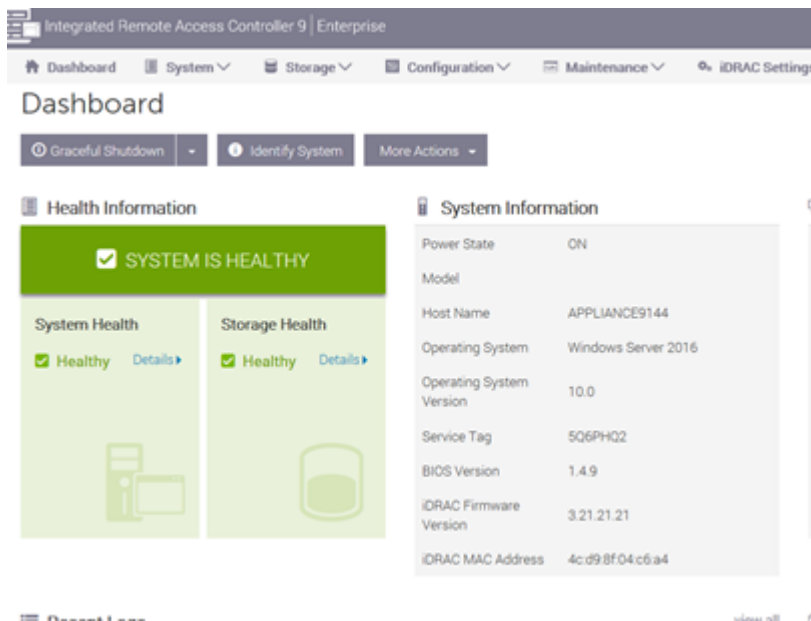 Integrated Remote Access Controller 9 | Enterprise
Dashboard System Storage Configuration Maintenance iDRAC Settings
Dashboard
Graceful Shutdown Identify System More Actions
Health Information
SYSTEM IS HEALTHY
System Health
Healthy Details
Storage Health
Healthy Details
System Information
Power State ON
Model
Host Name APPLIANCE9144
Operating System Windows Server 2016
Operating System
Version 10.0
Service Tag 5Q6PHQ2
BIOS Version 1.4.9
iDRAC Firmware
Version 3.21.21.21
iDRAC MAC Address 4c:d9:8f:04:c6:a4
Recent Logs view all